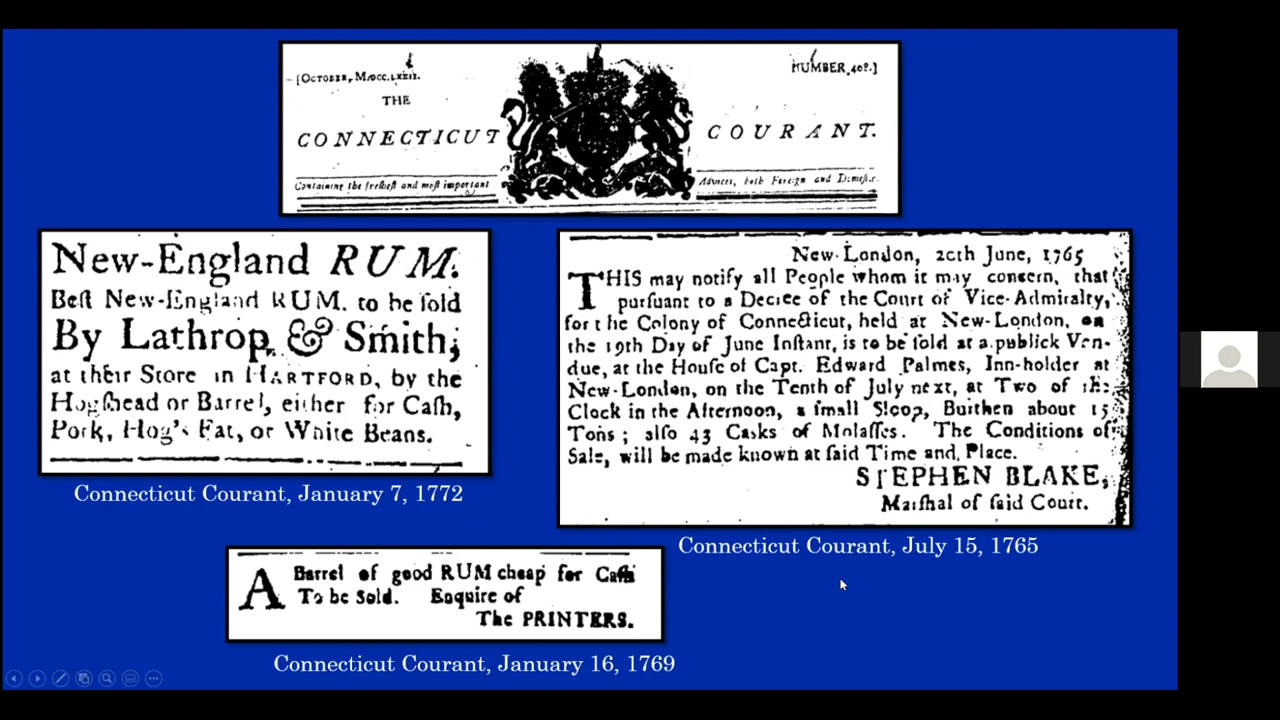 [OCTOBER, M,DCC,LXXII.
NUMBER 408.]
THE
CONNECTICUT
COURANT.
Containing the freſheſt and moſt important
Advices, both Foreign and Domeſtic.
New-England RUM.
Beſt New-England RUM. to be ſold
By Lathrop & Smith;
at their Store in HARTFORD, by the
Hogſhead or Barrel, either for Caſh,
Pork, Hog's Fat, or White Beans.
Connecticut Courant, January 7, 1772
New-London, 20th June, 1765
THIS may notify all People whom it may concern, that
purſuant to a Decree of the Court of Vice-Admiralty,
for the Colony of Connecticut, held at New-London, on
the 19th Day of June Inſtant, is to be ſold at a publick Ven-
due, at the Houſe of Capt. Edward Palmes, Inn-holder at
New-London, on the Tenth of July next, at Two of the
Clock in the Afternoon, a ſmall Sloop, Burthen about 15
Tons; alſo 43 Casks of Molaſſes. The Conditions of
Sale, will be made known at ſaid Time and Place.
STEPHEN BLAKE,
Marſhal of ſaid Court.
Connecticut Courant, July 15, 1765
A Barrel of good RUM cheap for Caſh
To be Sold. Enquire of
The PRINTERS.
Connecticut Courant, January 16, 1769